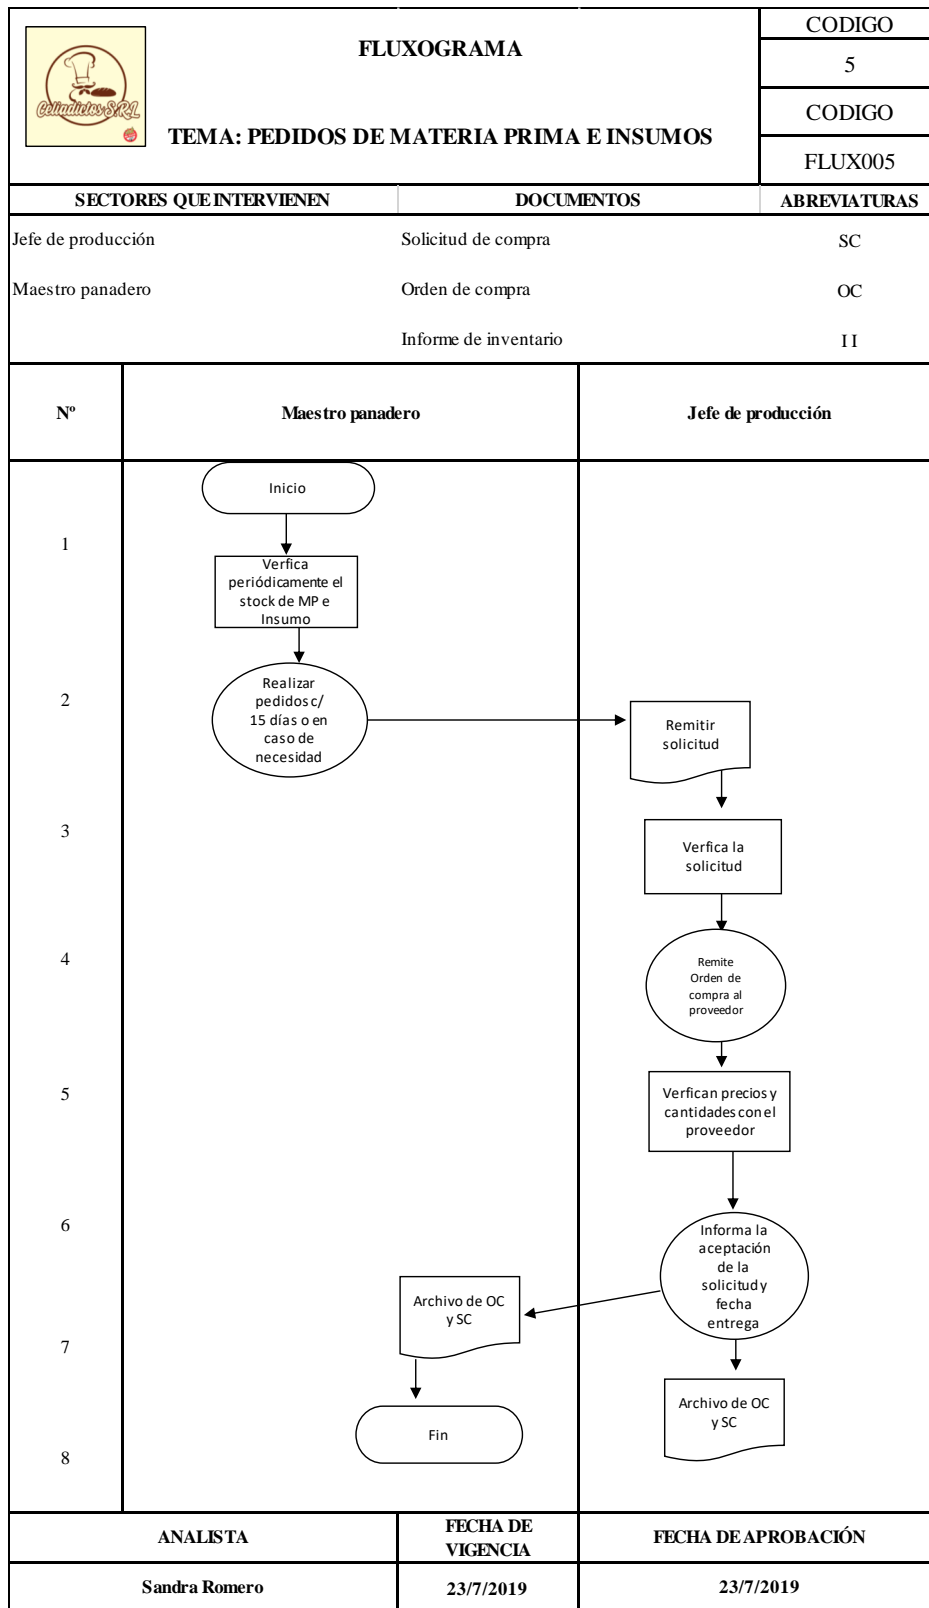 FLUXOGRAMA
TEMA: PEDIDOS DE MATERIA PRIMA E INSUMOS
CODIGO
5
CODIGO
FLUX005
Celiadictos S.R.L
SECTORES QUE INTERVIENEN
DOCUMENTOS
ABREVIATURAS
Jefe de producción
Solicitud de compra
SC
Maestro panadero
Orden de compra
OC
Informe de inventario
I I
Nº
Maestro panadero
Jefe de producción
Inicio
1
Verfica
periódicamente el
stock de MP e
Insumo
2
Realizar
pedidos c/
15 días o en
caso de
necesidad
Remitir
solicitud
3
Verfica la
solicitud
4
Remite
Orden de
compra al
proveedor
5
Verfican precios y
cantidades con el
proveedor
6
Informa la
aceptación
de la
solicitud y
fecha
entrega
Archivo de OC
y SC
7
Archivo de OC
y SC
Fin
8
ANALISTA
FECHA DE
VIGENCIA
FECHA DE APROBACIÓN
Sandra Romero
23/7/2019
23/7/2019